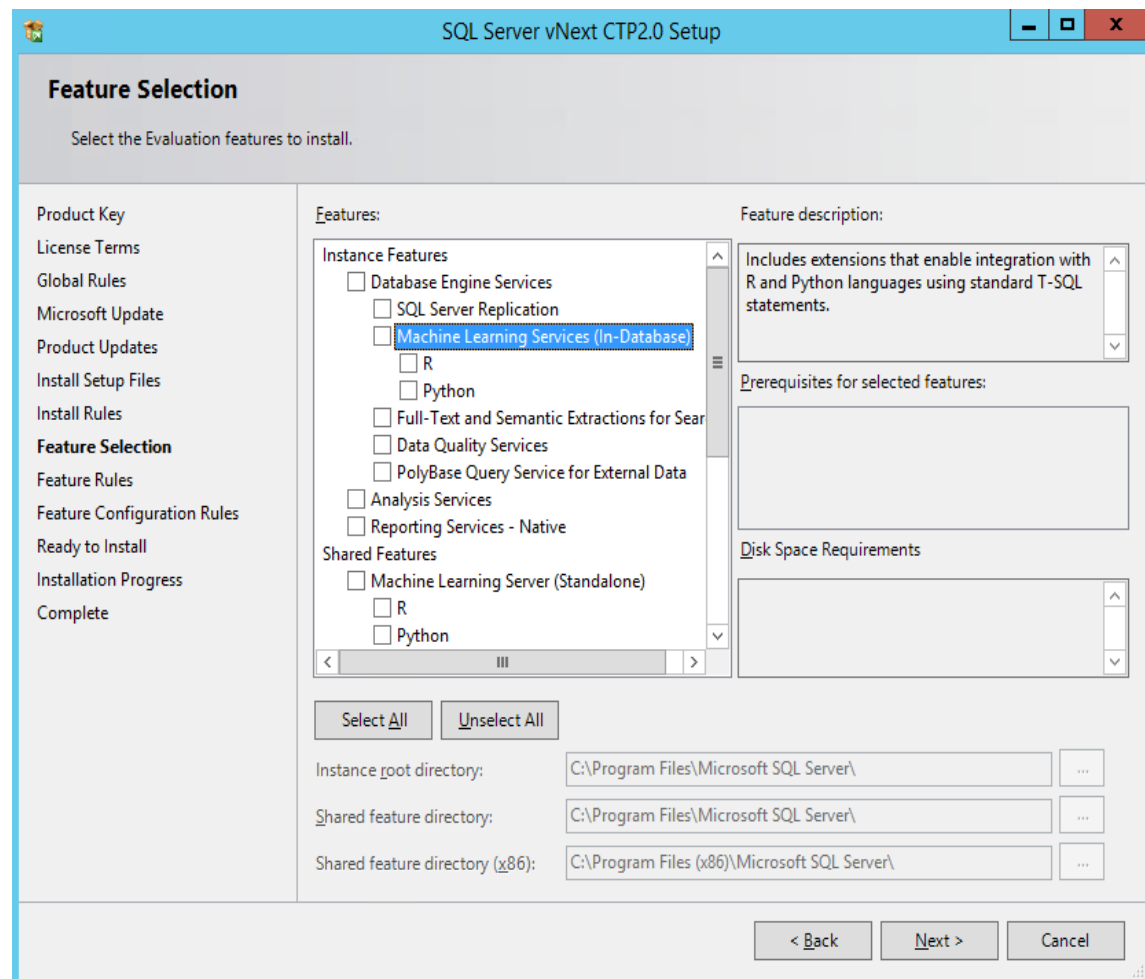 SQL Server vNext CTP2.0 Setup
Feature Selection
Select the Evaluation features to install.
Product Key
License Terms
Global Rules
Microsoft Update
Product Updates
Install Setup Files
Install Rules
Feature Selection
Feature Rules
Feature Configuration Rules
Ready to Install
Installation Progress
Complete
Features:
Instance Features
Database Engine Services
SQL Server Replication
Machine Learning Services (In-Database)
R
Python
Full-Text and Semantic Extractions for Sear
Data Quality Services
PolyBase Query Service for External Data
Analysis Services
Reporting Services - Native
Shared Features
Machine Learning Server (Standalone)
R
Python
Feature description:
Includes extensions that enable integration with
R and Python languages using standard T-SQL
statements.
Prerequisites for selected features:
Disk Space Requirements
Select All
Unselect All
Instance root directory:
C:\Program Files\Microsoft SQL Server\
...
Shared feature directory:
C:\Program Files\Microsoft SQL Server\
...
Shared feature directory (x86):
C:\Program Files (x86)\Microsoft SQL Server\
...
< Back
Next >
Cancel